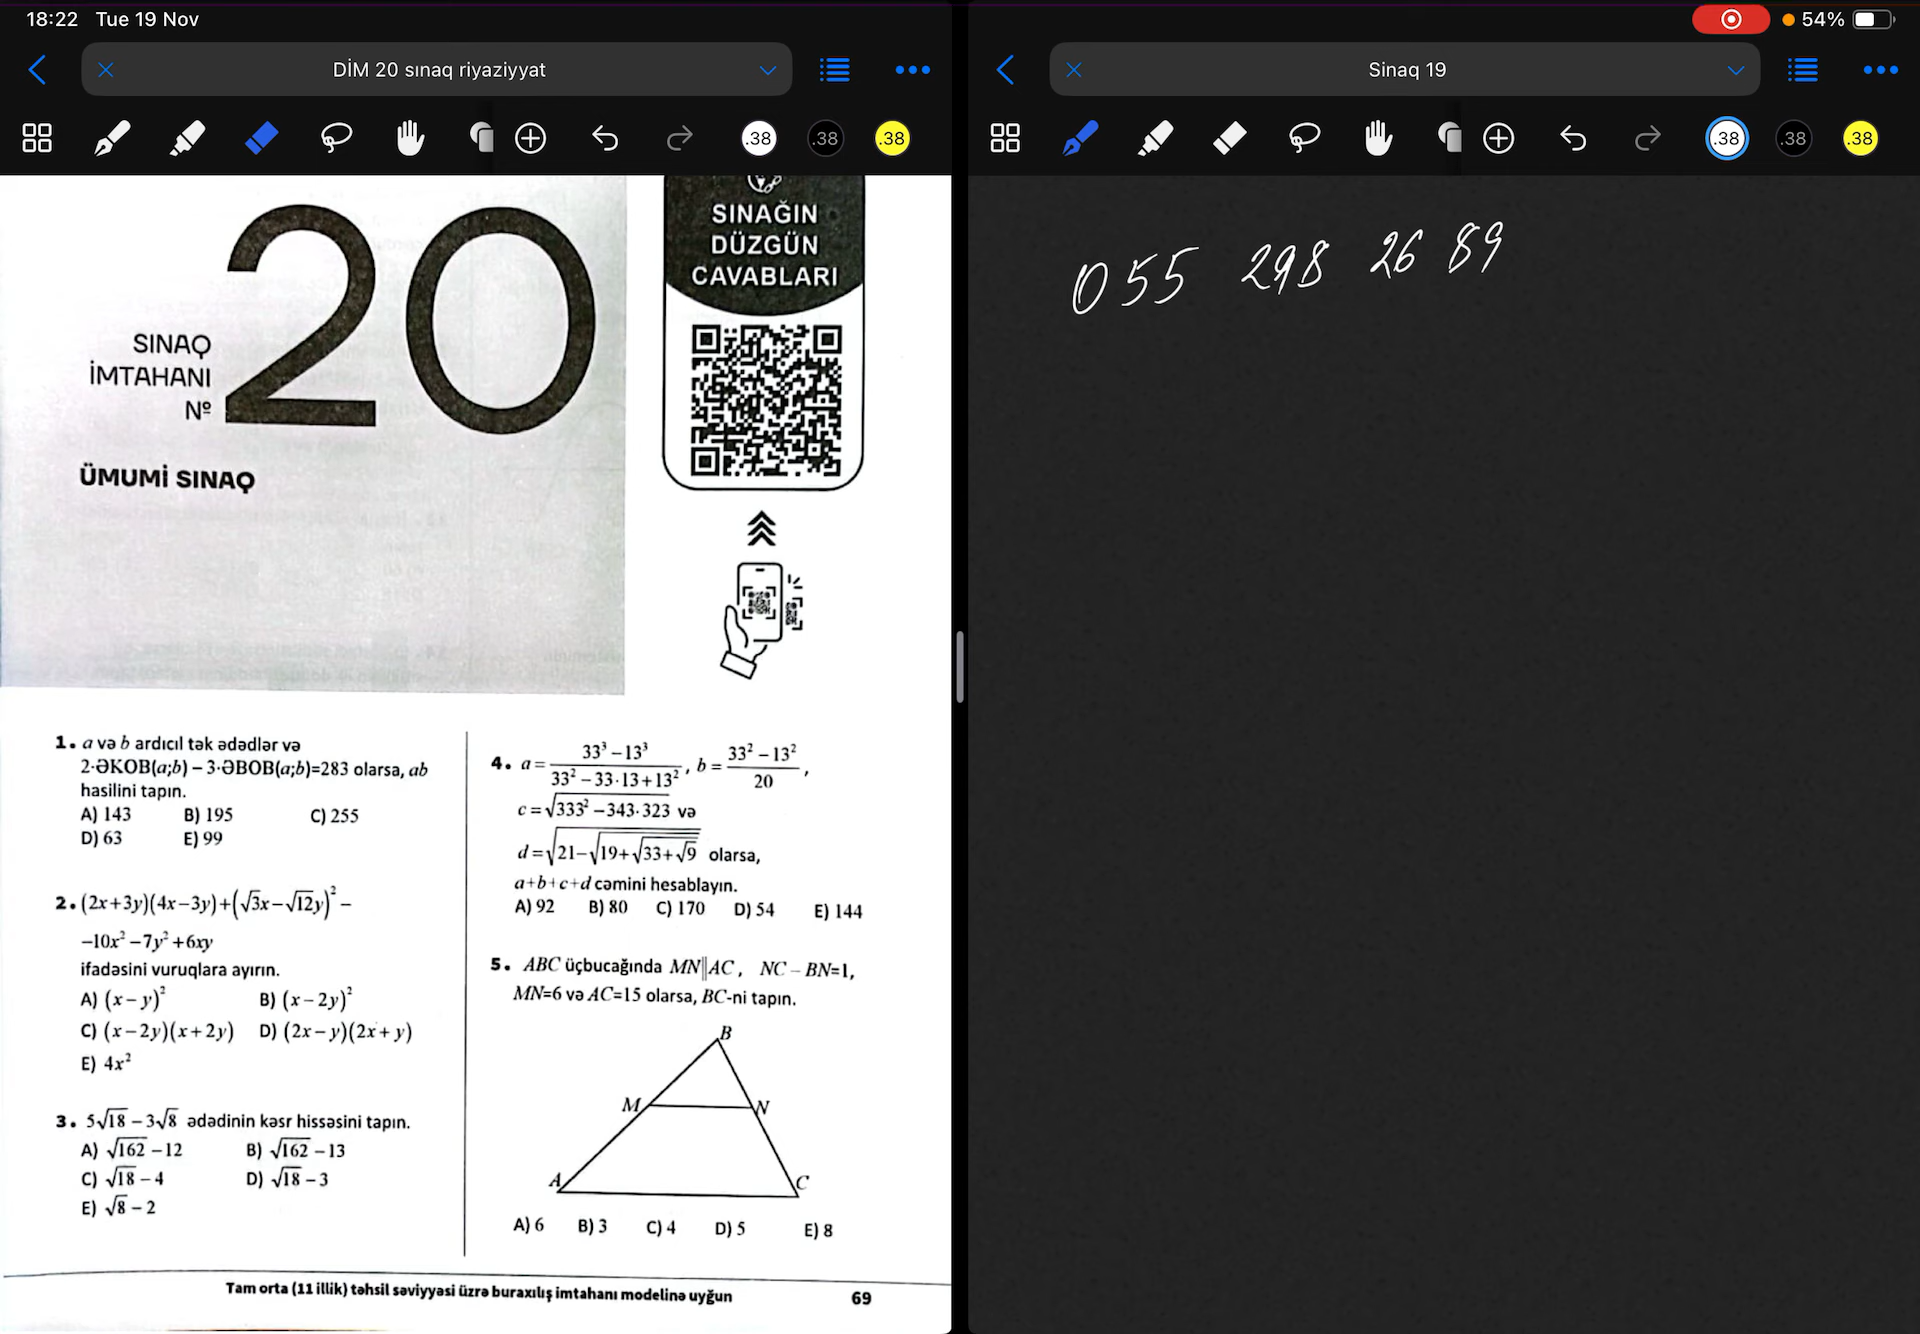 18:22 Tue 19 Nov
54%
DİM 20 sınaq riyaziyyat
Sinaq 19
.38 .38 .38
.38 .38 .38
SINAĞIN
DÜZGÜN
CAVABLARI
SINAQ
İMTAHANI
№
20
ÜMUMİ SINAQ
055 298 26 89
1. a və b ardıcıl tək ədədlər və
2·ƏKOB(a;b) – 3·ƏBOB(a;b)=283 olarsa, ab
hasilini tapın.
A) 143 B) 195 C) 255
D) 63 E) 99
2. (2x+3y)(4x−3y)+(√3x−√12y)² −
−10x² −7y² +6xy
ifadəsini vuruqlara ayırın.
A) (x−y)² B) (x−2y)²
C) (x−2y)(x+2y) D) (2x−y)(2x+y)
E) 4x²
3. 5√18 − 3√8 ədədinin kəsr hissəsini tapın.
A) √162 − 12 B) √162 − 13
C) √18 − 4 D) √18 − 3
E) √8 − 2
4. a = (33³ − 13³)/(33² − 33·13 + 13²), b = (33² − 13²)/20,
c = √(333² − 343·323) və
d = √(21−√(19+√(33+√9))) olarsa,
a+b+c+d cəmini hesablayın.
A) 92 B) 80 C) 170 D) 54 E) 144
5. ABC üçbucağında MN||AC, NC − BN=1,
MN=6 və AC=15 olarsa, BC-ni tapın.
B
M N
A C
A) 6 B) 3 C) 4 D) 5 E) 8
Tam orta (11 illik) təhsil səviyyəsi üzrə buraxılış imtahanı modelinə uyğun
69